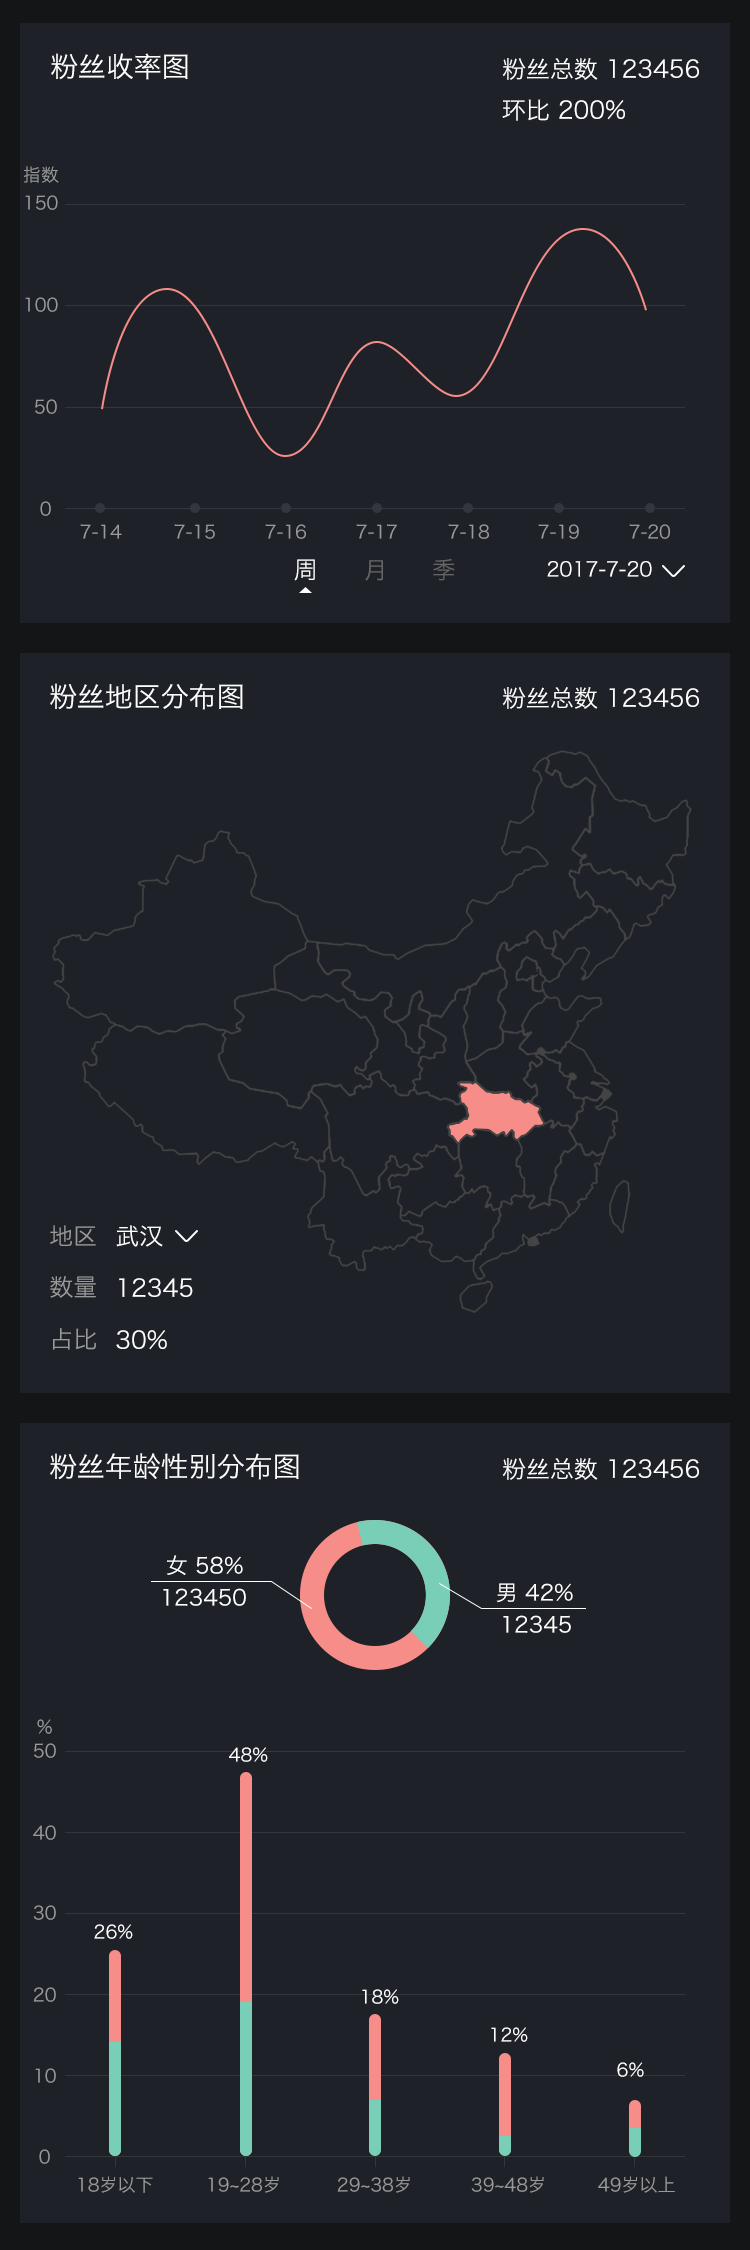 粉丝收率图
粉丝总数 123456
环比 200%
指数
150
100
50
0
7-14 7-15 7-16 7-17 7-18 7-19 7-20
周 月 季 2017-7-20
粉丝地区分布图
粉丝总数 123456
地区 武汉
数量 12345
占比 30%
粉丝年龄性别分布图
粉丝总数 123456
女 58%
123450
男 42%
12345
%
50
48%
40
30
26%
20
18%
12%
10
6%
0
18岁以下 19~28岁 29~38岁 39~48岁 49岁以上